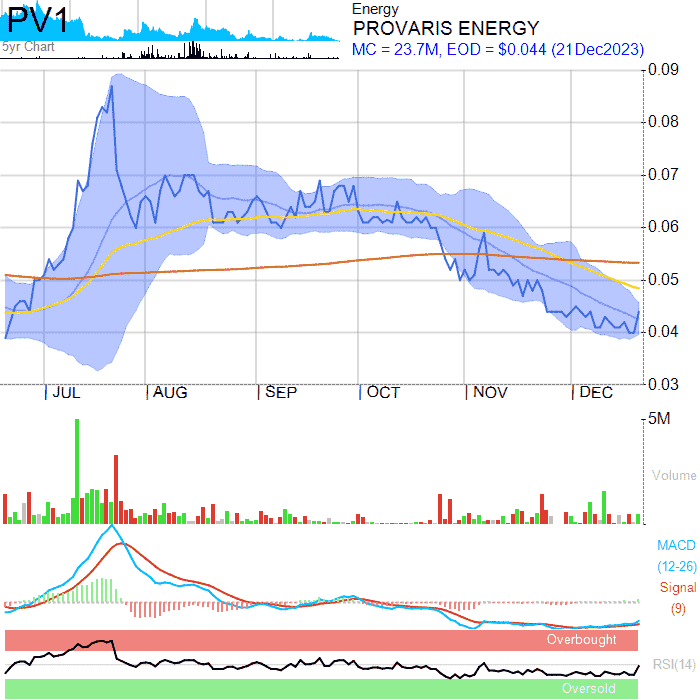 PV1
5yr Chart
Energy
PROVARIS ENERGY
MC = 23.7M, EOD = $0.044 (21Dec2023)
0.09
0.08
0.07
0.06
0.05
0.04
0.03
JUL AUG SEP OCT NOV DEC
5M
Volume
MACD
(12-26)
Signal
(9)
Overbought
RSI(14)
Oversold